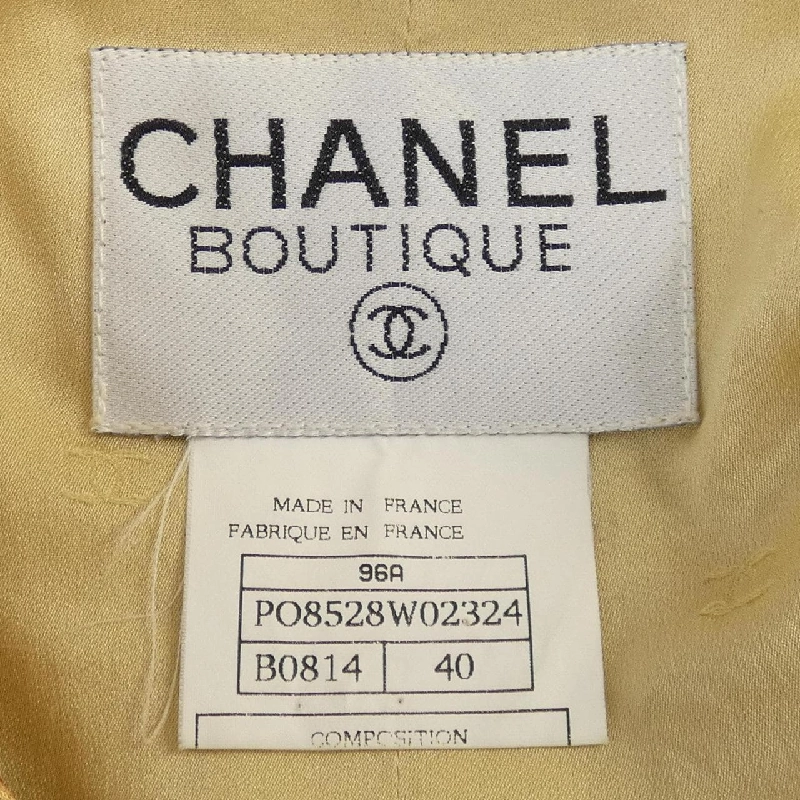 CHANEL
BOUTIQUE
MADE IN FRANCE
FABRIQUE EN FRANCE
96A
PO8528W02324
B0814 40
COMPOSITION